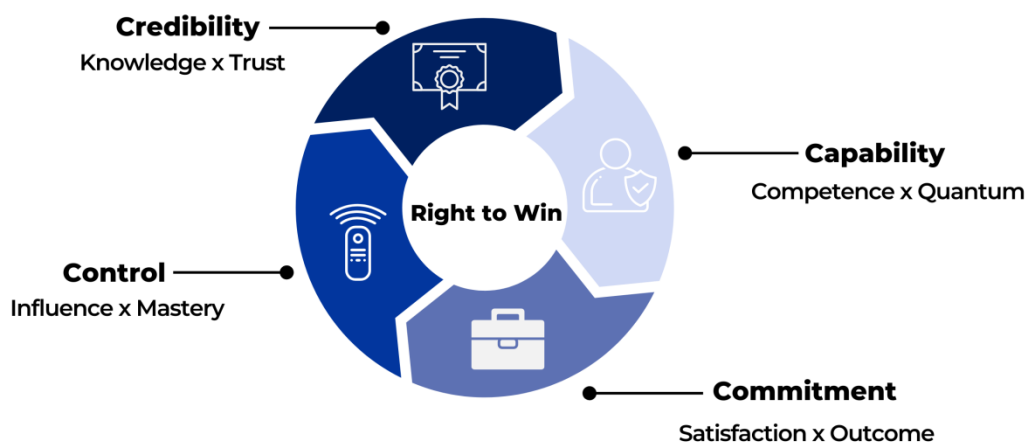 Credibility
Knowledge x Trust
Capability
Competence x Quantum
Right to Win
Control
Influence x Mastery
Commitment
Satisfaction x Outcome